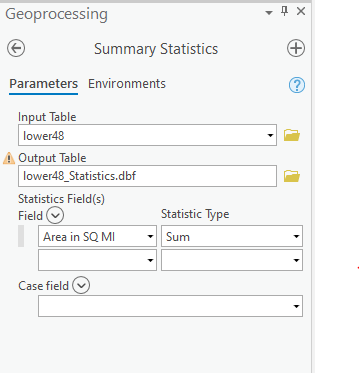 Geoprocessing
Summary Statistics
Parameters Environments
Input Table
lower48
Output Table
lower48_Statistics.dbf
Statistics Field(s)
Field Statistic Type
Area in SQ MI Sum
Case field